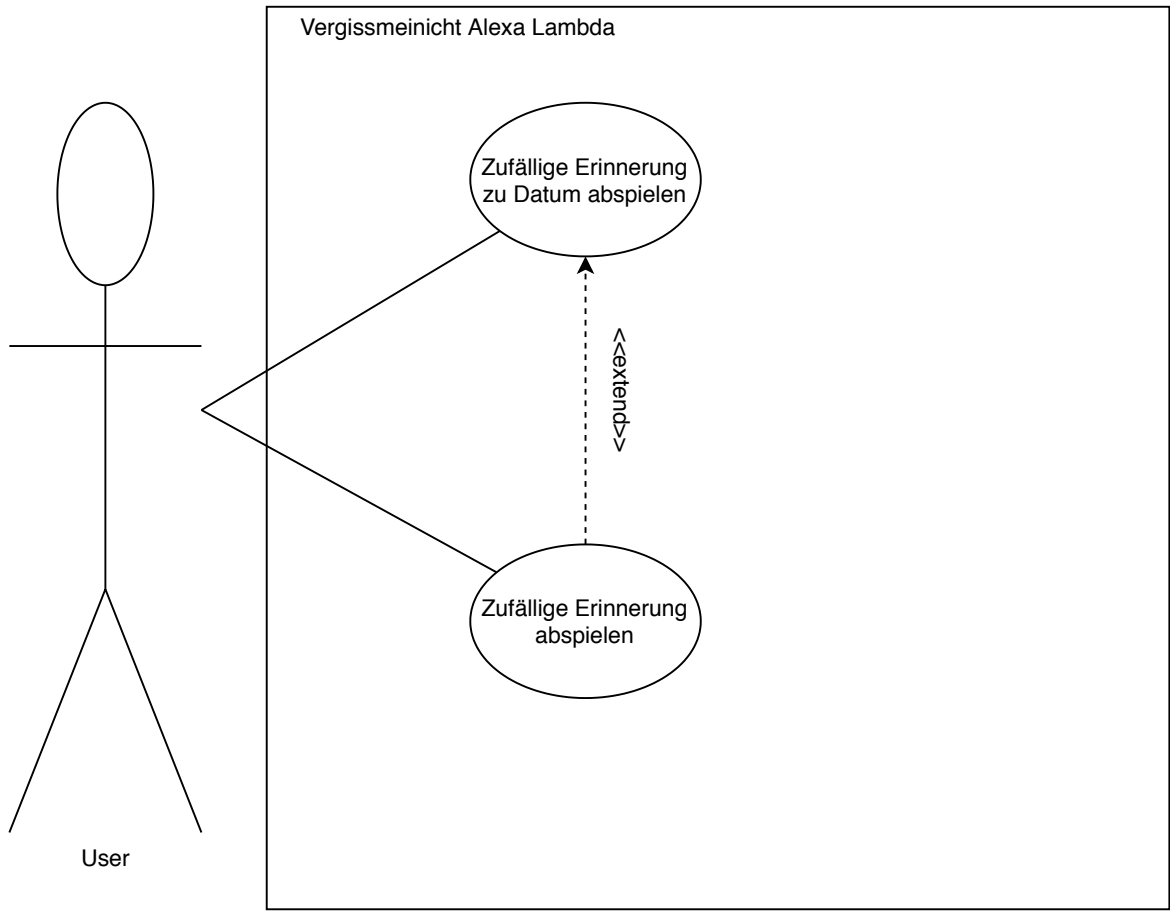 Vergissmeinicht Alexa Lambda
Zufällige Erinnerung
zu Datum abspielen
<<extend>>
Zufällige Erinnerung
abspielen
User